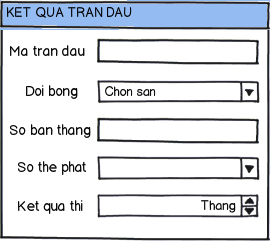 KET QUA TRAN DAU
Ma tran dau
Doi bong Chon san
So ban thang
So the phat
Ket qua thi Thang